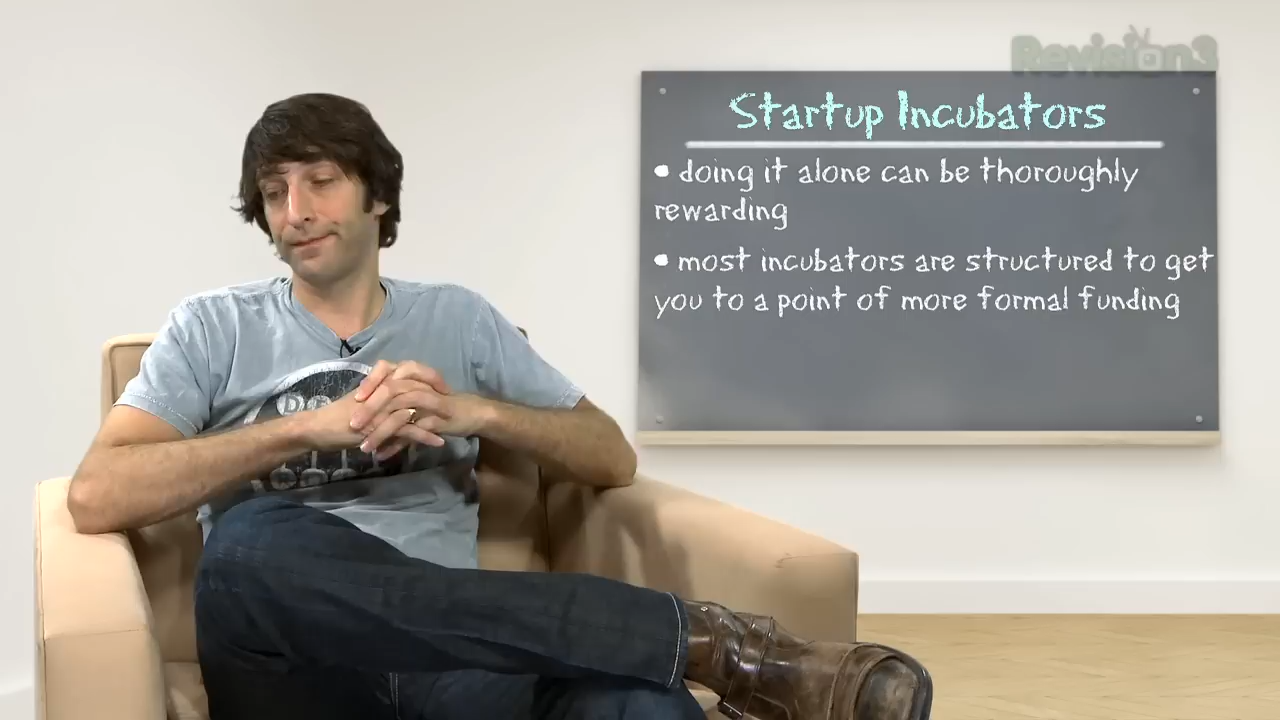 Revision3
Startup Incubators
• doing it alone can be thoroughly
rewarding
• most incubators are structured to get
you to a point of more formal funding